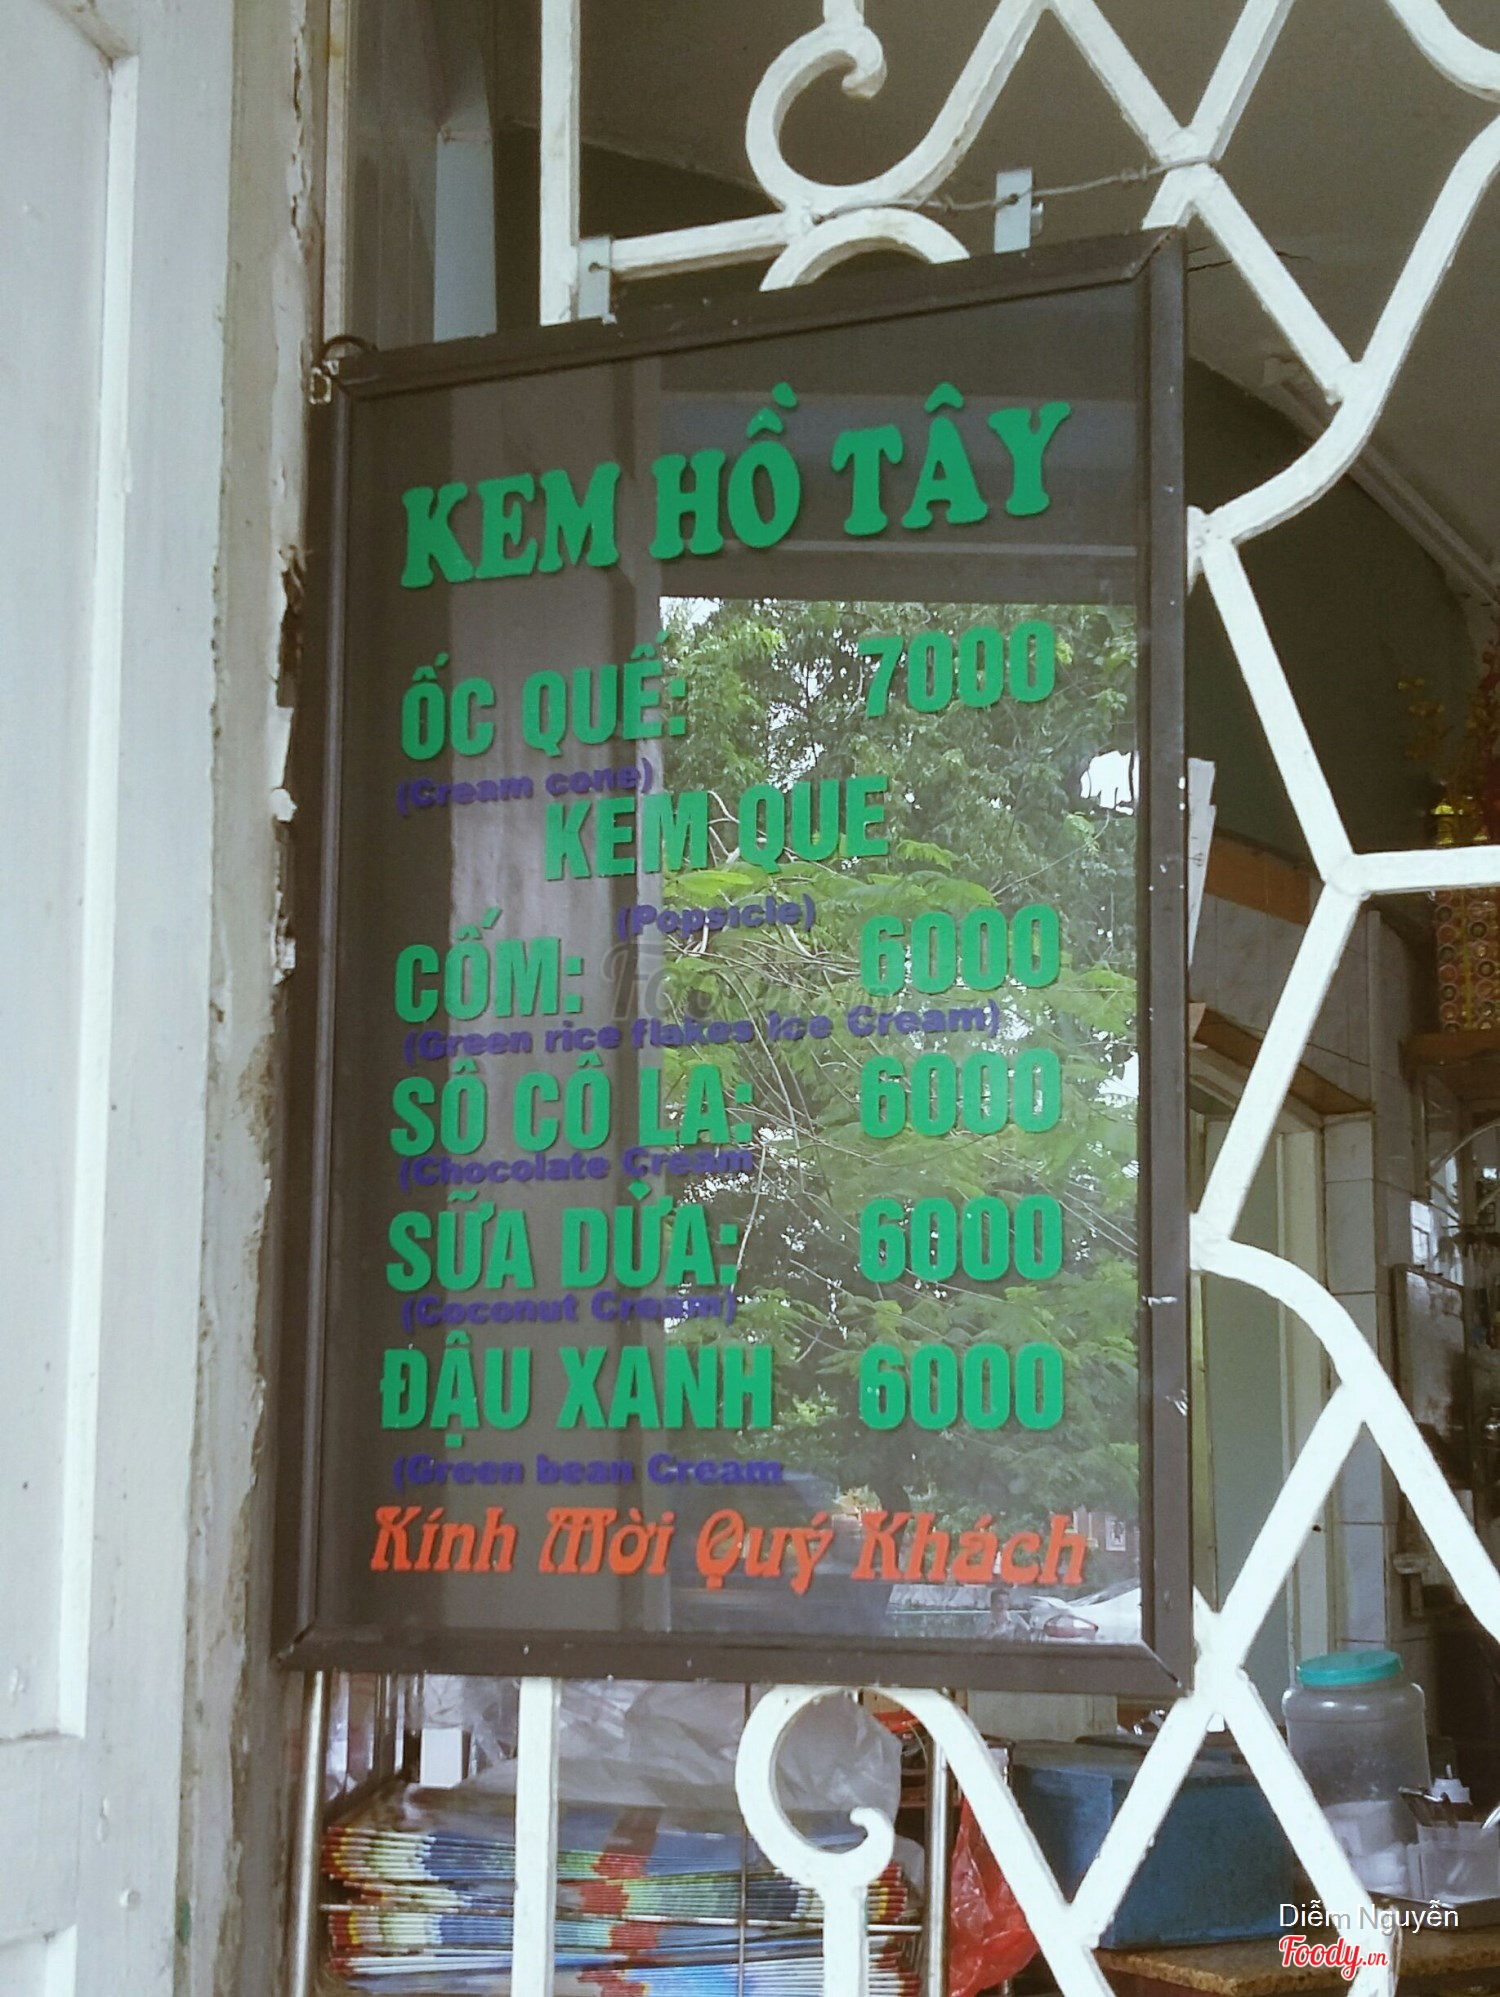 KEM HỒ TÂY
ỐC QUẾ: 7000
(Cream cone)
KEM QUE
(Popsicle)
CỐM: 6000
(Green rice flakes Ice Cream)
SÔ CÔ LA: 6000
(Chocolate Cream
SỮA DỪA: 6000
(Coconut Cream)
ĐẬU XANH 6000
(Green bean Cream
Kính Mời Quý Khách
Diễm Nguyễn
Foody.vn